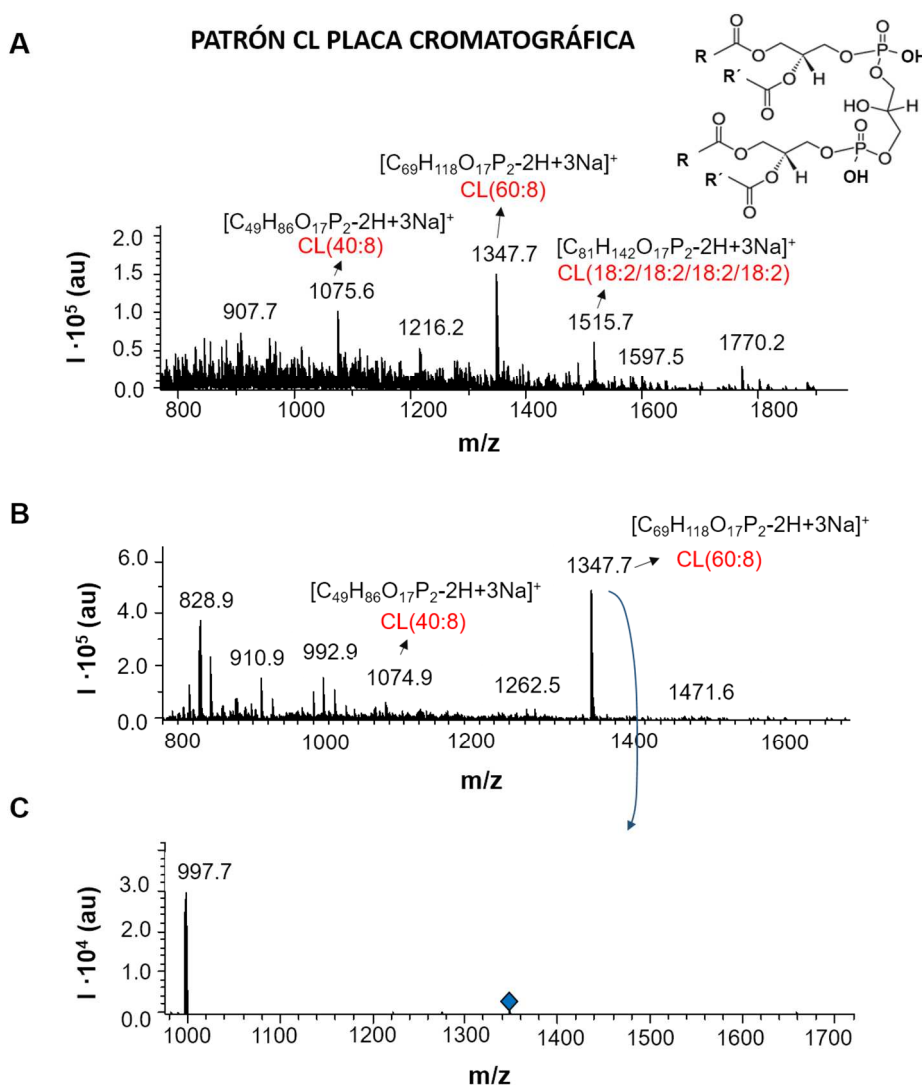 A
PATRÓN CL PLACA CROMATOGRÁFICA
R O O O P OH
R´ O O H O
O HO H
O O
R O O P O
R´ O H OH
O
[C₆₉H₁₁₈O₁₇P₂-2H+3Na]⁺
CL(60:8)
1347.7
[C₄₉H₈₆O₁₇P₂-2H+3Na]⁺
CL(40:8)
1075.6
[C₈₁H₁₄₂O₁₇P₂-2H+3Na]⁺
CL(18:2/18:2/18:2/18:2)
1515.7
907.7
1216.2
1597.5
1770.2
I ·10⁵ (au)
2.0
1.5
1.0
0.5
0.0
800 1000 1200 1400 1600 1800
m/z
B
[C₆₉H₁₁₈O₁₇P₂-2H+3Na]⁺
1347.7 CL(60:8)
[C₄₉H₈₆O₁₇P₂-2H+3Na]⁺
CL(40:8)
828.9
910.9
992.9
1074.9
1262.5
1471.6
I ·10⁵ (au)
6.0
4.0
2.0
0.0
800 1000 1200 1400 1600
m/z
C
997.7
I ·10⁴ (au)
3.0
2.0
1.0
0.0
1000 1100 1200 1300 1400 1500 1600 1700
m/z